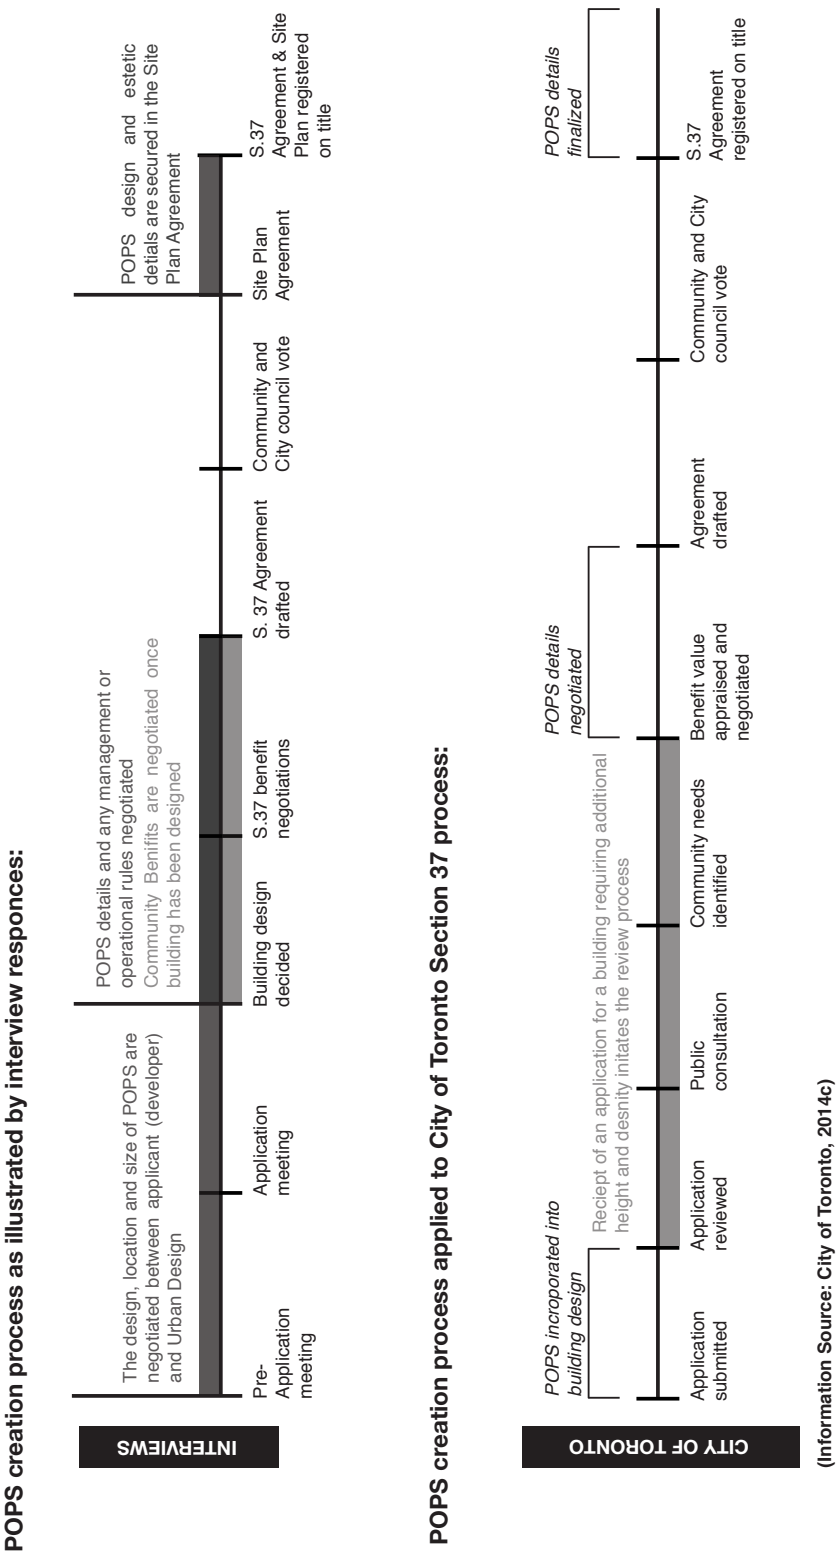 POPS creation process as illustrated by interview responces:
INTERVIEWS
The design, location and size of POPS are
negotiated between applicant (developer)
and Urban Design
POPS details and any management or
operational rules negotiated
Community Benifits are negotiated once
building has been designed
POPS design and estetic
detials are secured in the Site
Plan Agreement
Pre-
Application
meeting
Application
meeting
Building design
decided
S.37 benefit
negotiations
S. 37 Agreement
drafted
Community and
City council vote
Site Plan
Agreement
S.37
Agreement & Site
Plan registered
on title
POPS creation process applied to City of Toronto Section 37 process:
CITY OF TORONTO
POPS incroporated into
building design
Reciept of an application for a building requiring additional
height and desnity initates the review process
POPS details
negotiated
POPS details
finalized
Application
submitted
Application
reviewed
Public
consultation
Community needs
identified
Benefit value
appraised and
negotiated
Agreement
drafted
Community and City
council vote
S.37
Agreement
registered on title
(Information Source: City of Toronto, 2014c)